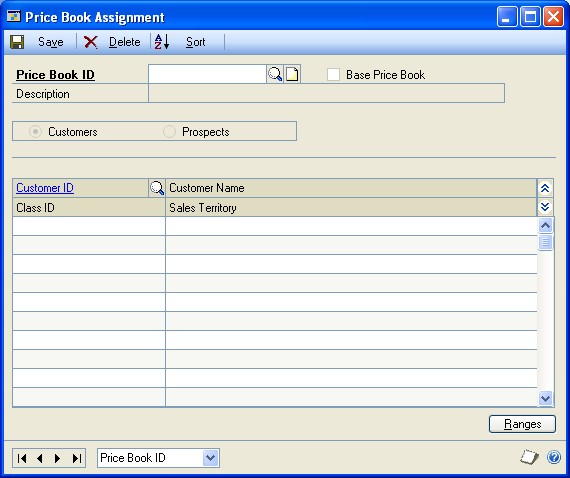 Price Book Assignment
Save Delete Sort
Price Book ID Base Price Book
Description
Customers Prospects
Customer ID Customer Name
Class ID Sales Territory
Ranges
Price Book ID